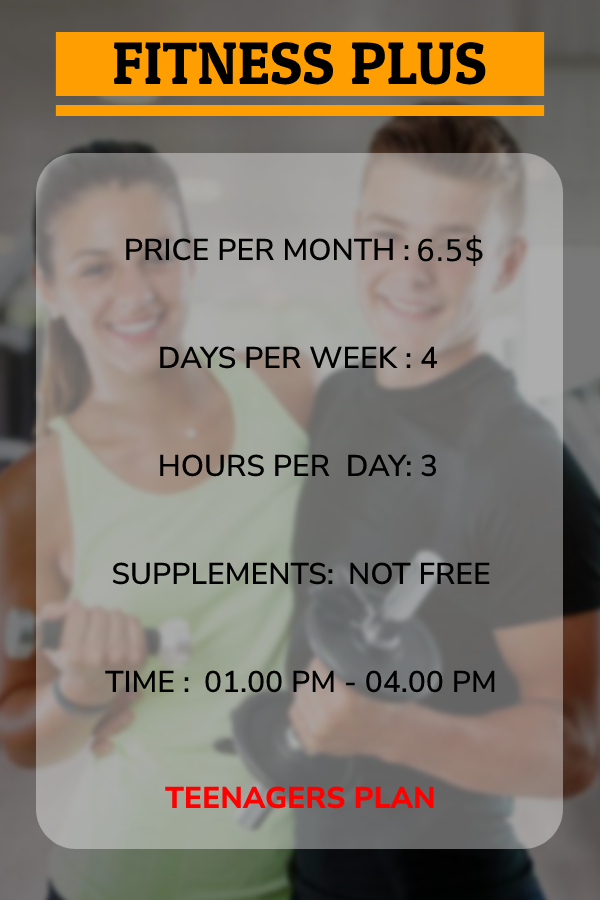 FITNESS PLUS
PRICE PER MONTH : 6.5$
DAYS PER WEEK : 4
HOURS PER  DAY: 3
SUPPLEMENTS:  NOT FREE
TIME :  01.00 PM - 04.00 PM
TEENAGERS PLAN